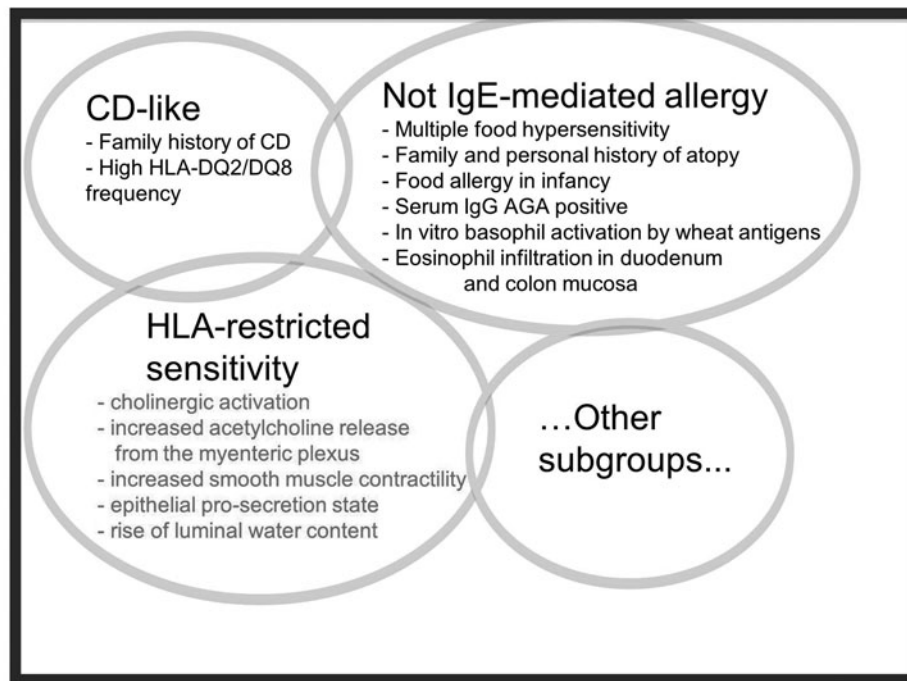 CD-like
- Family history of CD
- High HLA-DQ2/DQ8
frequency
Not IgE-mediated allergy
- Multiple food hypersensitivity
- Family and personal history of atopy
- Food allergy in infancy
- Serum IgG AGA positive
- In vitro basophil activation by wheat antigens
- Eosinophil infiltration in duodenum
and colon mucosa
HLA-restricted
sensitivity
- cholinergic activation
- increased acetylcholine release
from the myenteric plexus
- increased smooth muscle contractility
- epithelial pro-secretion state
- rise of luminal water content
…Other
subgroups...